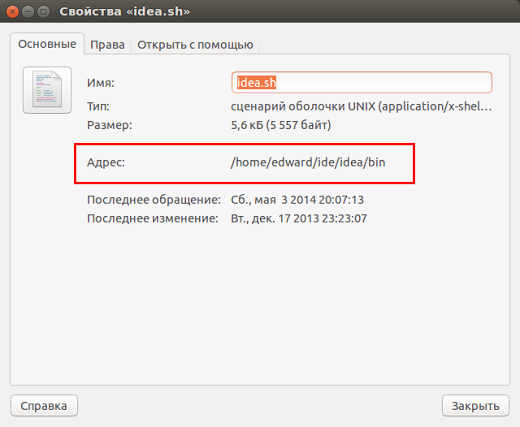 Свойства «idea.sh»
Основные Права Открыть с помощью
Имя: idea.sh
Тип: сценарий оболочки UNIX (application/x-shel…
Размер: 5,6 кБ (5 557 байт)
Адрес: /home/edward/ide/idea/bin
Последнее обращение: Сб., мая 3 2014 20:07:13
Последнее изменение: Вт., дек. 17 2013 23:23:07
Справка Закрыть